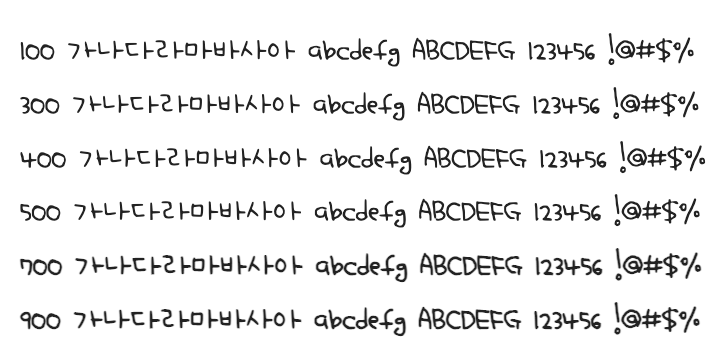 100 가나다라마바사아 abcdefg ABCDEFG 123456 !@#$%
300 가나다라마바사아 abcdefg ABCDEFG 123456 !@#$%
400 가나다라마바사아 abcdefg ABCDEFG 123456 !@#$%
500 가나다라마바사아 abcdefg ABCDEFG 123456 !@#$%
700 가나다라마바사아 abcdefg ABCDEFG 123456 !@#$%
900 가나다라마바사아 abcdefg ABCDEFG 123456 !@#$%